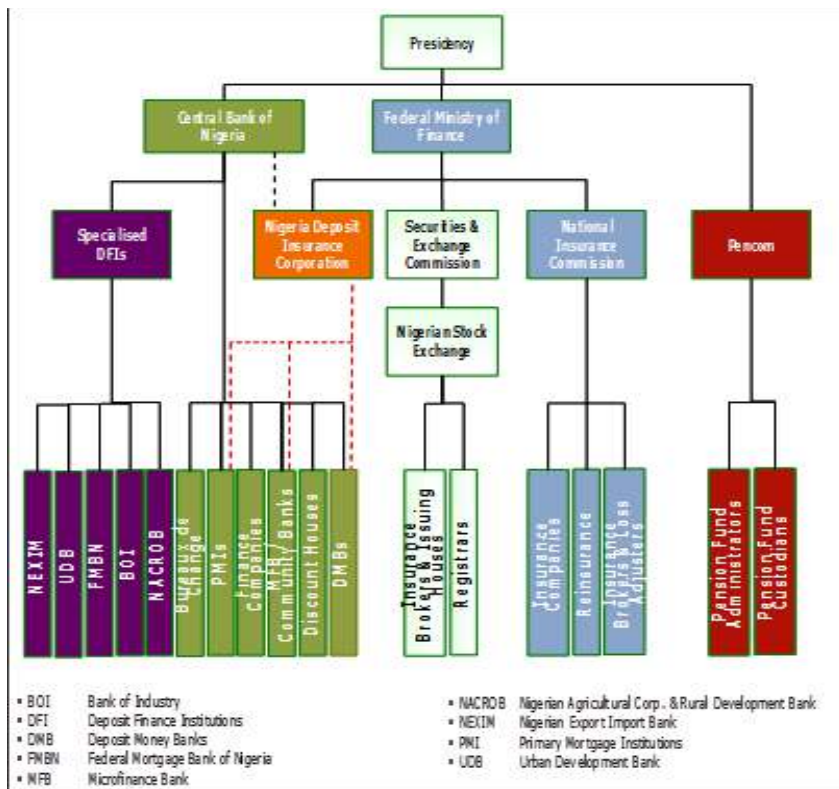 Presidency
Central Bank of
Nigeria
Federal Ministry of
Finance
Specialised
DFIs
Nigeria Deposit
Insurance
Corporation
Securities &
Exchange
Commission
National
Insurance
Commission
Pencom
Nigerian Stock
Exchange
NEXIM
UDB
FMBN
BOI
NACROB
Bureaux de
Change
PMIs
Finance
Companies
MFB /
Community Banks
Discount Houses
DMBs
Insurance
Brokers & Issuing
Houses
Registrars
Insurance
Companies
Reinsurance
Insurance
Brokers & Loss
Adjusters
Pension Fund
Administrators
Pension Fund
Custodians
▪ BOI Bank of Industry
▪ DFI Deposit Finance Institutions
▪ DMB Deposit Money Banks
▪ FMBN Federal Mortgage Bank of Nigeria
▪ MFB Microfinance Bank
▪ NACROB Nigerian Agricultural Corp. & Rural Development Bank
▪ NEXIM Nigerian Export Import Bank
▪ PMI Primary Mortgage Institutions
▪ UDB Urban Development Bank